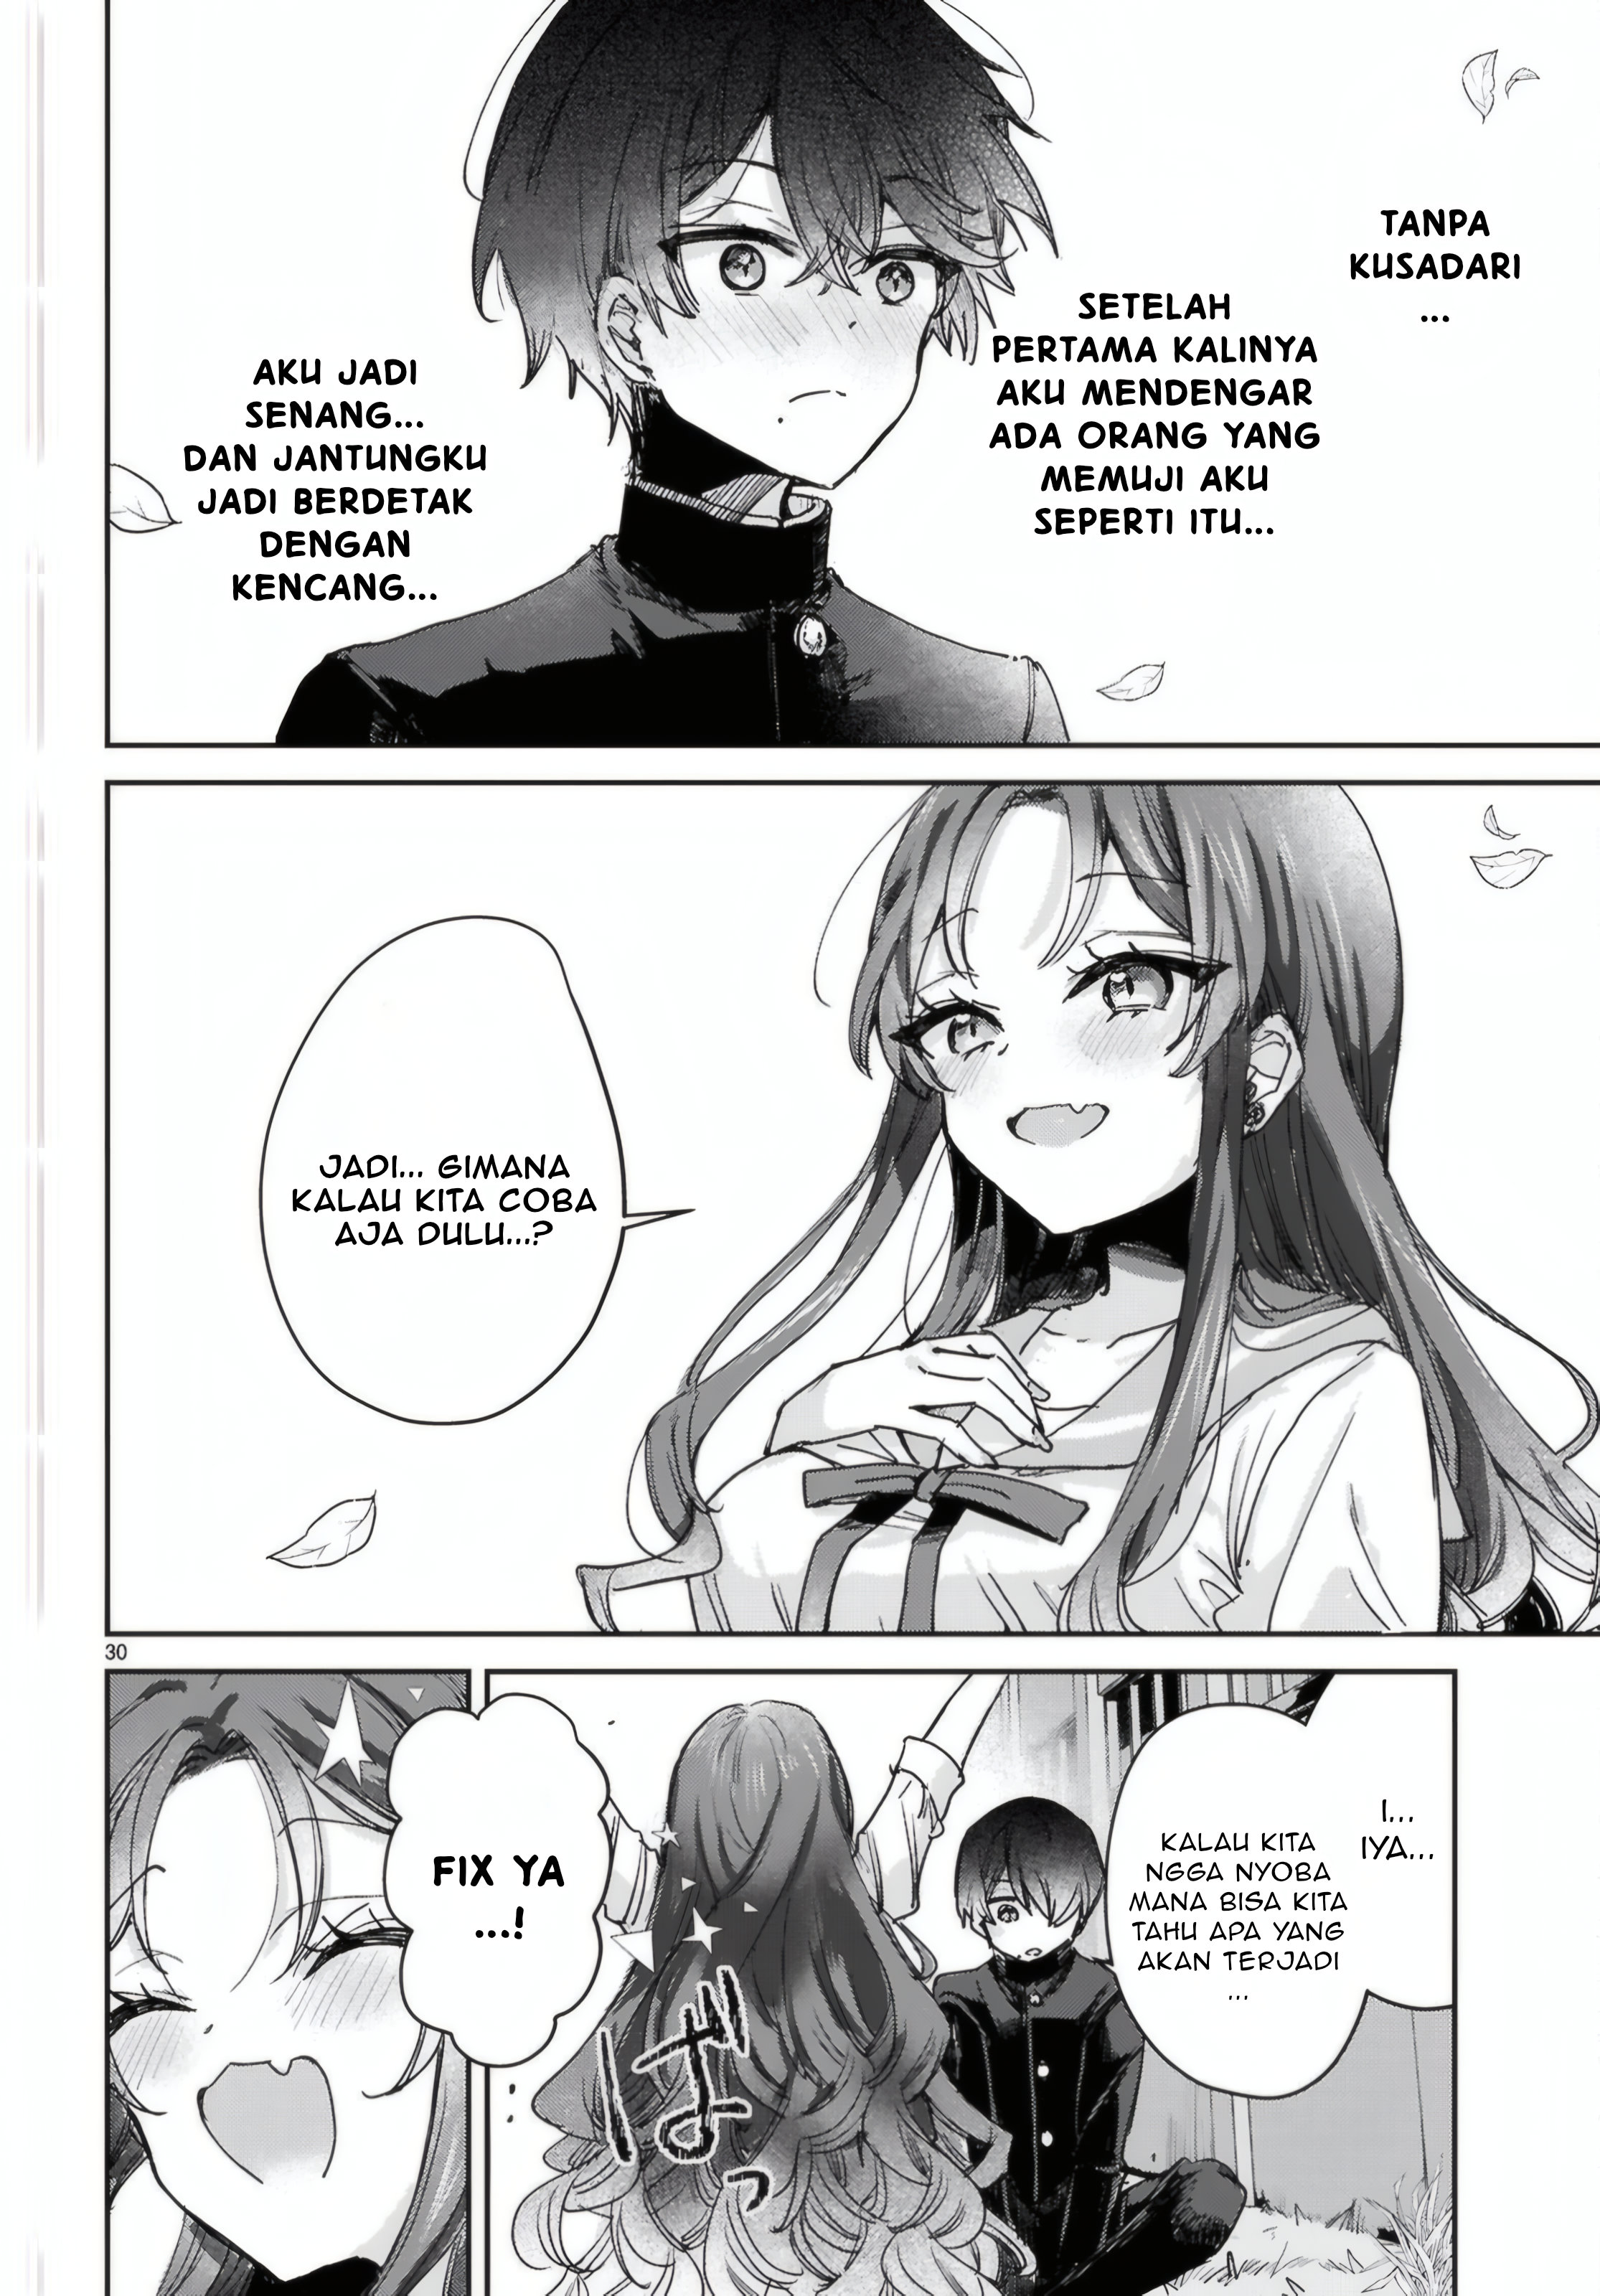 TANPA
KUSADARI
...
SETELAH
PERTAMA KALINYA
AKU MENDENGAR
ADA ORANG YANG
MEMUJI AKU
SEPERTI ITU...
AKU JADI
SENANG...
DAN JANTUNGKU
JADI BERDETAK
DENGAN
KENCANG...
JADI... GIMANA
KALAU KITA COBA
AJA DULU...?
30
I...
IYA...
KALAU KITA
NGGA NYOBA
MANA BISA KITA
TAHU APA YANG
AKAN TERJADI
...
ばっ
FIX YA
...!